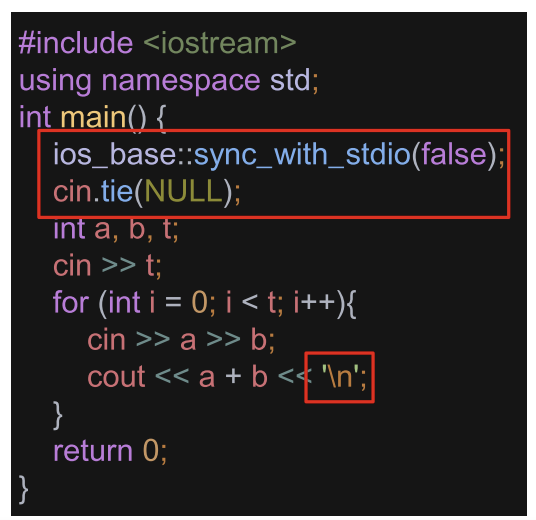 #include <iostream>
using namespace std;
int main() {
ios_base::sync_with_stdio(false);
cin.tie(NULL);
int a, b, t;
cin >> t;
for (int i = 0; i < t; i++){
cin >> a >> b;
cout << a + b << '\n';
}
return 0;
}